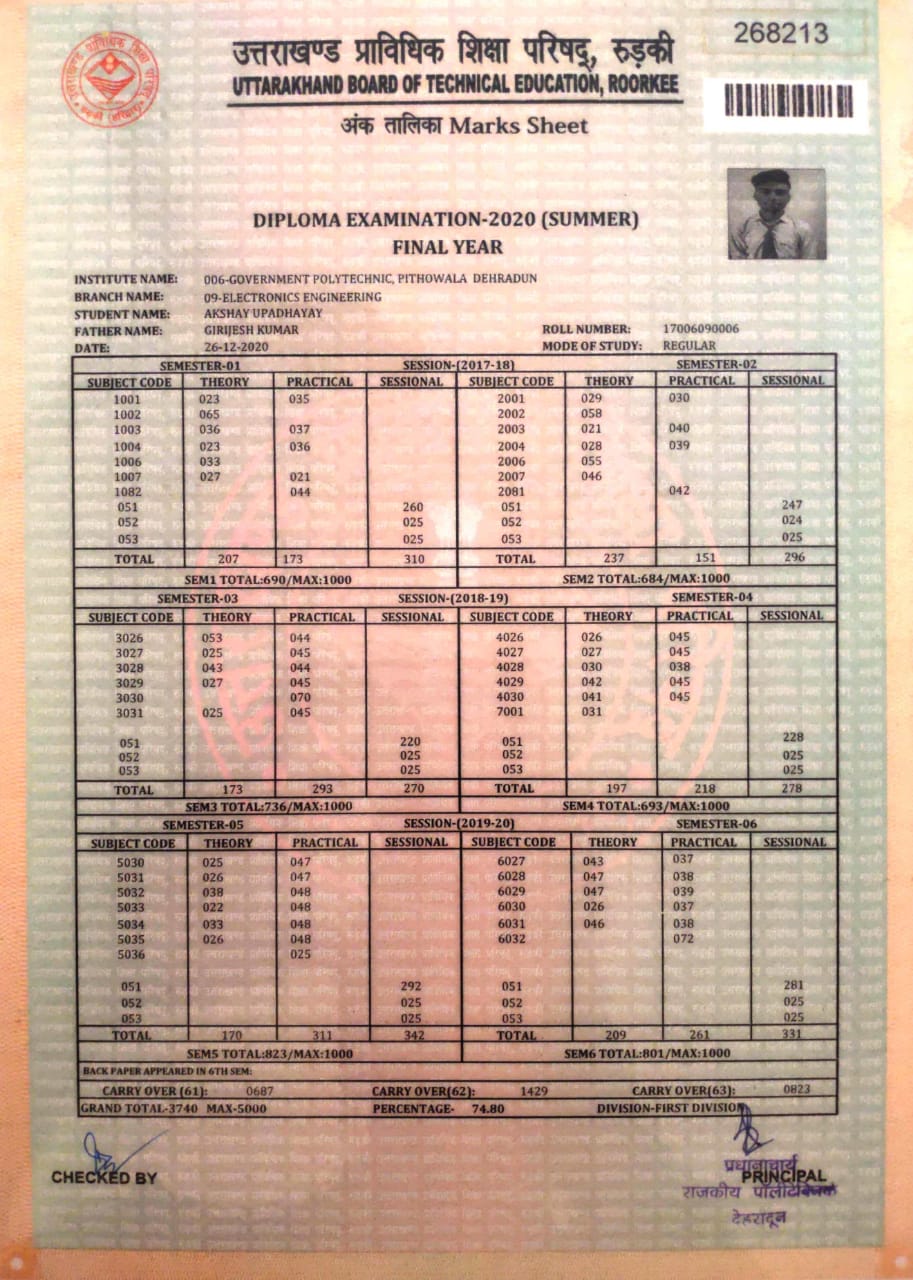 268213
उत्तराखण्ड प्राविधिक शिक्षा परिषद्, रुड़की
UTTARAKHAND BOARD OF TECHNICAL EDUCATION, ROORKEE
अंक तालिका Marks Sheet
DIPLOMA EXAMINATION-2020 (SUMMER)
FINAL YEAR
INSTITUTE NAME: 006-GOVERNMENT POLYTECHNIC, PITHOWALA DEHRADUN
BRANCH NAME: 09-ELECTRONICS ENGINEERING
STUDENT NAME: AKSHAY UPADHAYAY
FATHER NAME: GIRIJESH KUMAR ROLL NUMBER: 17006090006
DATE: 26-12-2020 MODE OF STUDY: REGULAR
SEMESTER-01 SESSION-(2017-18) SEMESTER-02
SUBJECT CODE THEORY PRACTICAL SESSIONAL SUBJECT CODE THEORY PRACTICAL SESSIONAL
1001 023 035 2001 029 030
1002 065 2002 058
1003 036 037 2003 021 040
1004 023 036 2004 028 039
1006 033 2006 055
1007 027 021 2007 046
1082 044 2081 042
051 260 051 247
052 025 052 024
053 025 053 025
TOTAL 207 173 310 TOTAL 237 151 296
SEM1 TOTAL:690/MAX:1000 SEM2 TOTAL:684/MAX:1000
SEMESTER-03 SESSION-(2018-19) SEMESTER-04
SUBJECT CODE THEORY PRACTICAL SESSIONAL SUBJECT CODE THEORY PRACTICAL SESSIONAL
3026 053 044 4026 026 045
3027 025 045 4027 027 045
3028 043 044 4028 030 038
3029 027 045 4029 042 045
3030 070 4030 041 045
3031 025 045 7001 031
051 220 051 228
052 025 052 025
053 025 053 025
TOTAL 173 293 270 TOTAL 197 218 278
SEM3 TOTAL:736/MAX:1000 SEM4 TOTAL:693/MAX:1000
SEMESTER-05 SESSION-(2019-20) SEMESTER-06
SUBJECT CODE THEORY PRACTICAL SESSIONAL SUBJECT CODE THEORY PRACTICAL SESSIONAL
5030 025 047 6027 043 037
5031 026 047 6028 047 038
5032 038 048 6029 047 039
5033 022 048 6030 026 037
5034 033 048 6031 046 038
5035 026 048 6032 072
5036 025
051 292 051 281
052 025 052 025
053 025 053 025
TOTAL 170 311 342 TOTAL 209 261 331
SEM5 TOTAL:823/MAX:1000 SEM6 TOTAL:801/MAX:1000
BACK PAPER APPEARED IN 6TH SEM:
CARRY OVER (61): 0687 CARRY OVER(62): 1429 CARRY OVER(63): 0823
GRAND TOTAL-3740 MAX-5000 PERCENTAGE- 74.80 DIVISION-FIRST DIVISION
CHECKED BY
प्रधानाचार्य
PRINCIPAL
राजकीय पॉलीटेक्निक
देहरादून